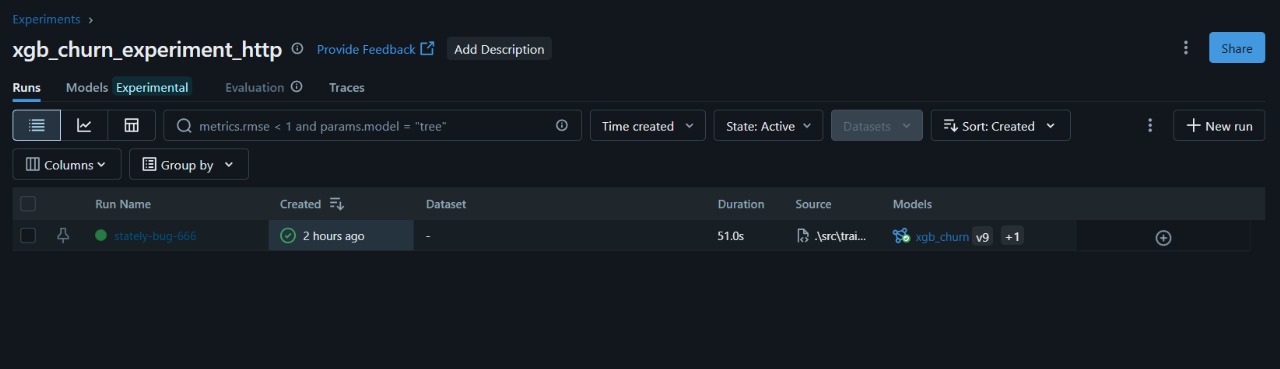 Experiments
xgb_churn_experiment_http Provide Feedback Add Description Share
Runs Models Experimental Evaluation Traces
metrics.rmse < 1 and params.model = "tree" Time created State: Active Datasets Sort: Created New run
Columns Group by
Run Name Created Dataset Duration Source Models
stately-bug-666 2 hours ago - 51.0s .\src\trai... xgb_churn v9 +1